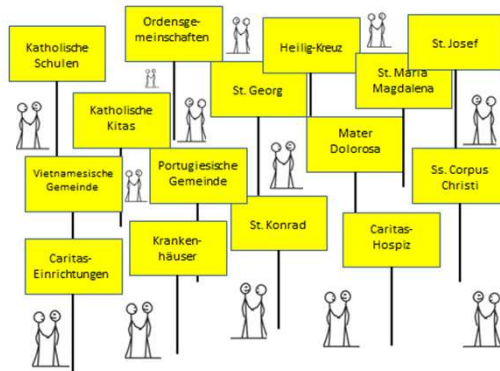 Katholische
Schulen
Ordensge-
meinschaften
Heilig-Kreuz
St. Josef
St. Georg
St. Maria
Magdalena
Katholische
Kitas
Mater
Dolorosa
Vietnamesische
Gemeinde
Portugiesische
Gemeinde
Ss. Corpus
Christi
St. Konrad
Caritas-
Hospiz
Caritas-
Einrichtungen
Kranken-
häuser